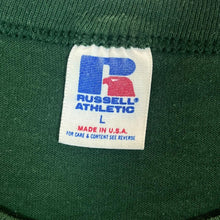 RUSSELL
ATHLETIC
L
MADE IN U.S.A.
FOR CARE & CONTENT SEE REVERSE